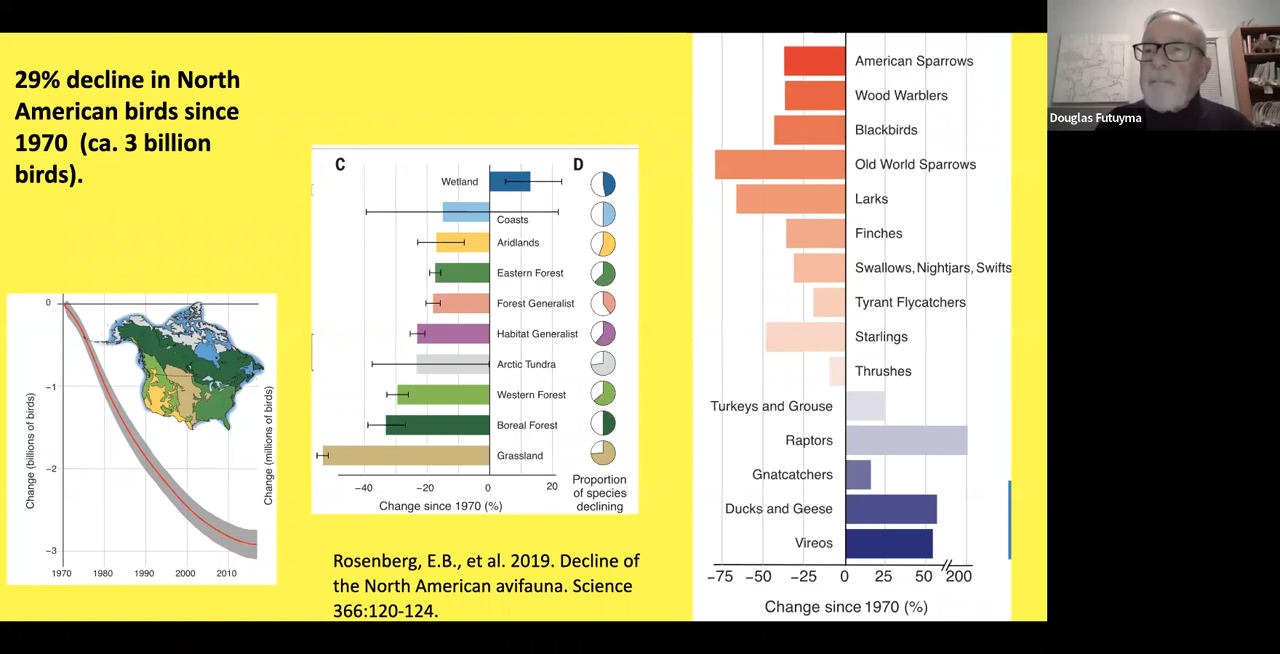 29% decline in North
American birds since
1970 (ca. 3 billion
birds).
0
−1
−2
−3
Change (billions of birds)
1970 1980 1990 2000 2010
Change (millions of birds)
C
D
Wetland
Coasts
Aridlands
Eastern Forest
Forest Generalist
Habitat Generalist
Arctic Tundra
Western Forest
Boreal Forest
Grassland
−40 −20 0 20
Change since 1970 (%)
Proportion
of species
declining
Rosenberg, E.B., et al. 2019. Decline of
the North American avifauna. Science
366:120-124.
American Sparrows
Wood Warblers
Blackbirds
Old World Sparrows
Larks
Finches
Swallows, Nightjars, Swifts
Tyrant Flycatchers
Starlings
Thrushes
Turkeys and Grouse
Raptors
Gnatcatchers
Ducks and Geese
Vireos
−75 −50 −25 0 25 50 200
Change since 1970 (%)
Douglas Futuyma